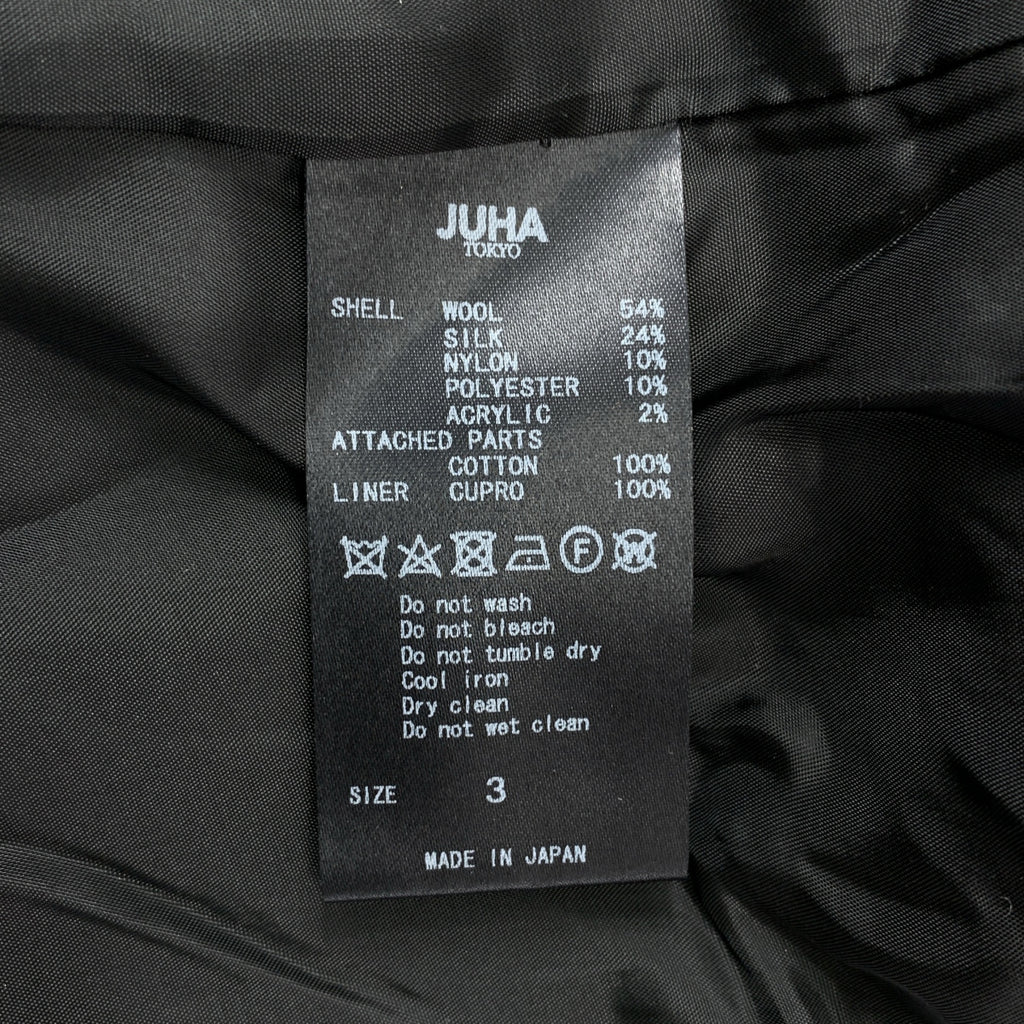 JUHA
TOKYO
SHELL WOOL 54%
SILK 24%
NYLON 10%
POLYESTER 10%
ACRYLIC 2%
ATTACHED PARTS
COTTON 100%
LINER CUPRO 100%
F W
Do not wash
Do not bleach
Do not tumble dry
Cool iron
Dry clean
Do not wet clean
SIZE 3
MADE IN JAPAN